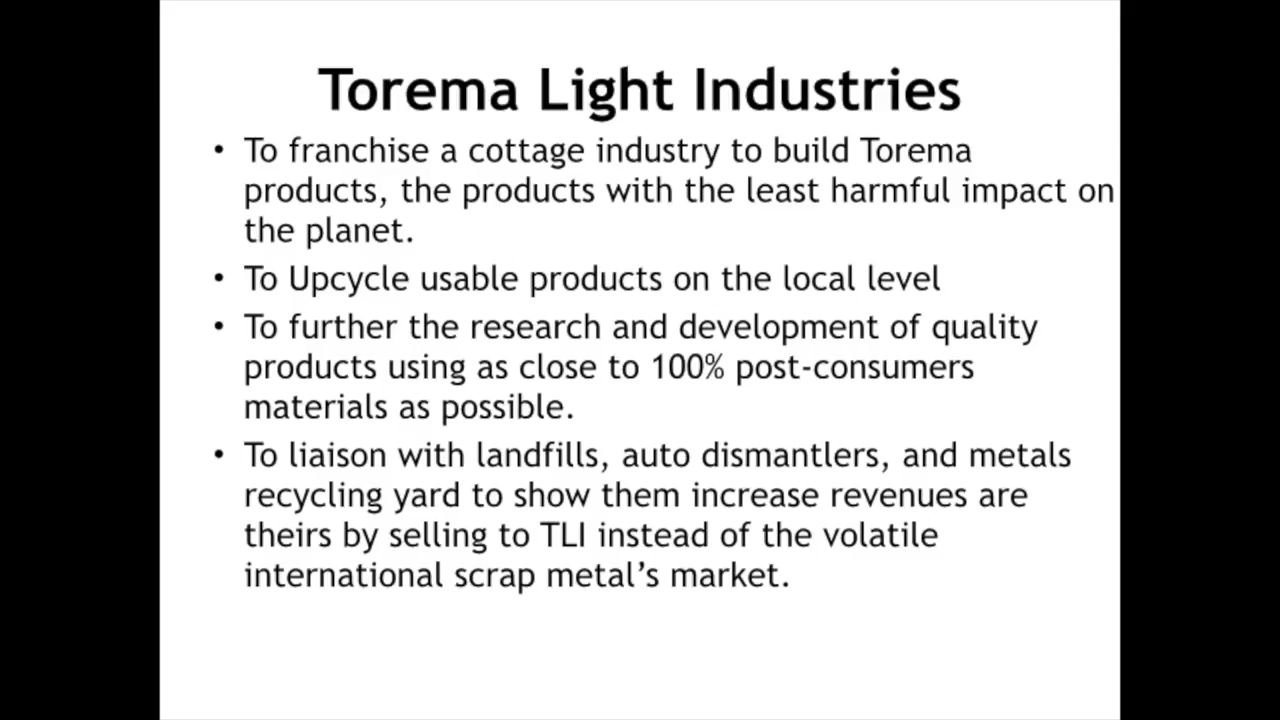 Torema Light Industries
• To franchise a cottage industry to build Torema
products, the products with the least harmful impact on
the planet.
• To Upcycle usable products on the local level
• To further the research and development of quality
products using as close to 100% post-consumers
materials as possible.
• To liaison with landfills, auto dismantlers, and metals
recycling yard to show them increase revenues are
theirs by selling to TLI instead of the volatile
international scrap metal’s market.